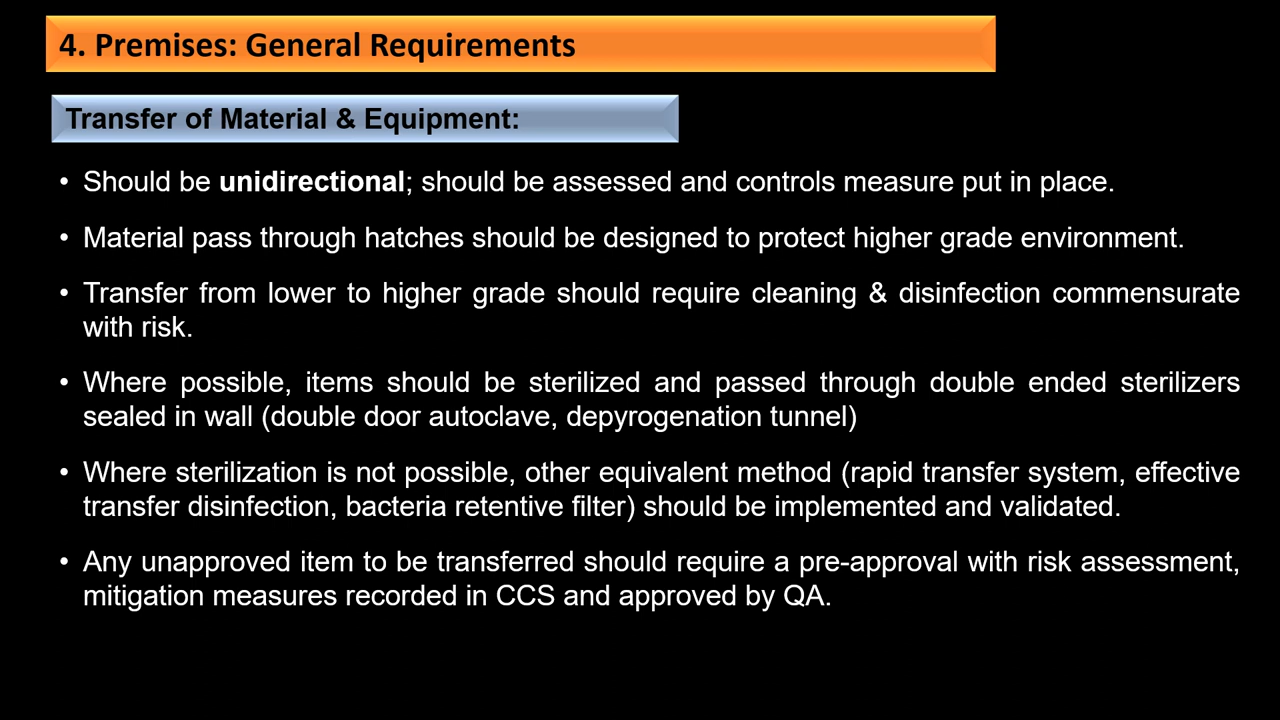 4. Premises: General Requirements
Transfer of Material & Equipment:
• Should be unidirectional; should be assessed and controls measure put in place.
• Material pass through hatches should be designed to protect higher grade environment.
• Transfer from lower to higher grade should require cleaning & disinfection commensurate
with risk.
• Where possible, items should be sterilized and passed through double ended sterilizers
sealed in wall (double door autoclave, depyrogenation tunnel)
• Where sterilization is not possible, other equivalent method (rapid transfer system, effective
transfer disinfection, bacteria retentive filter) should be implemented and validated.
• Any unapproved item to be transferred should require a pre-approval with risk assessment,
mitigation measures recorded in CCS and approved by QA.